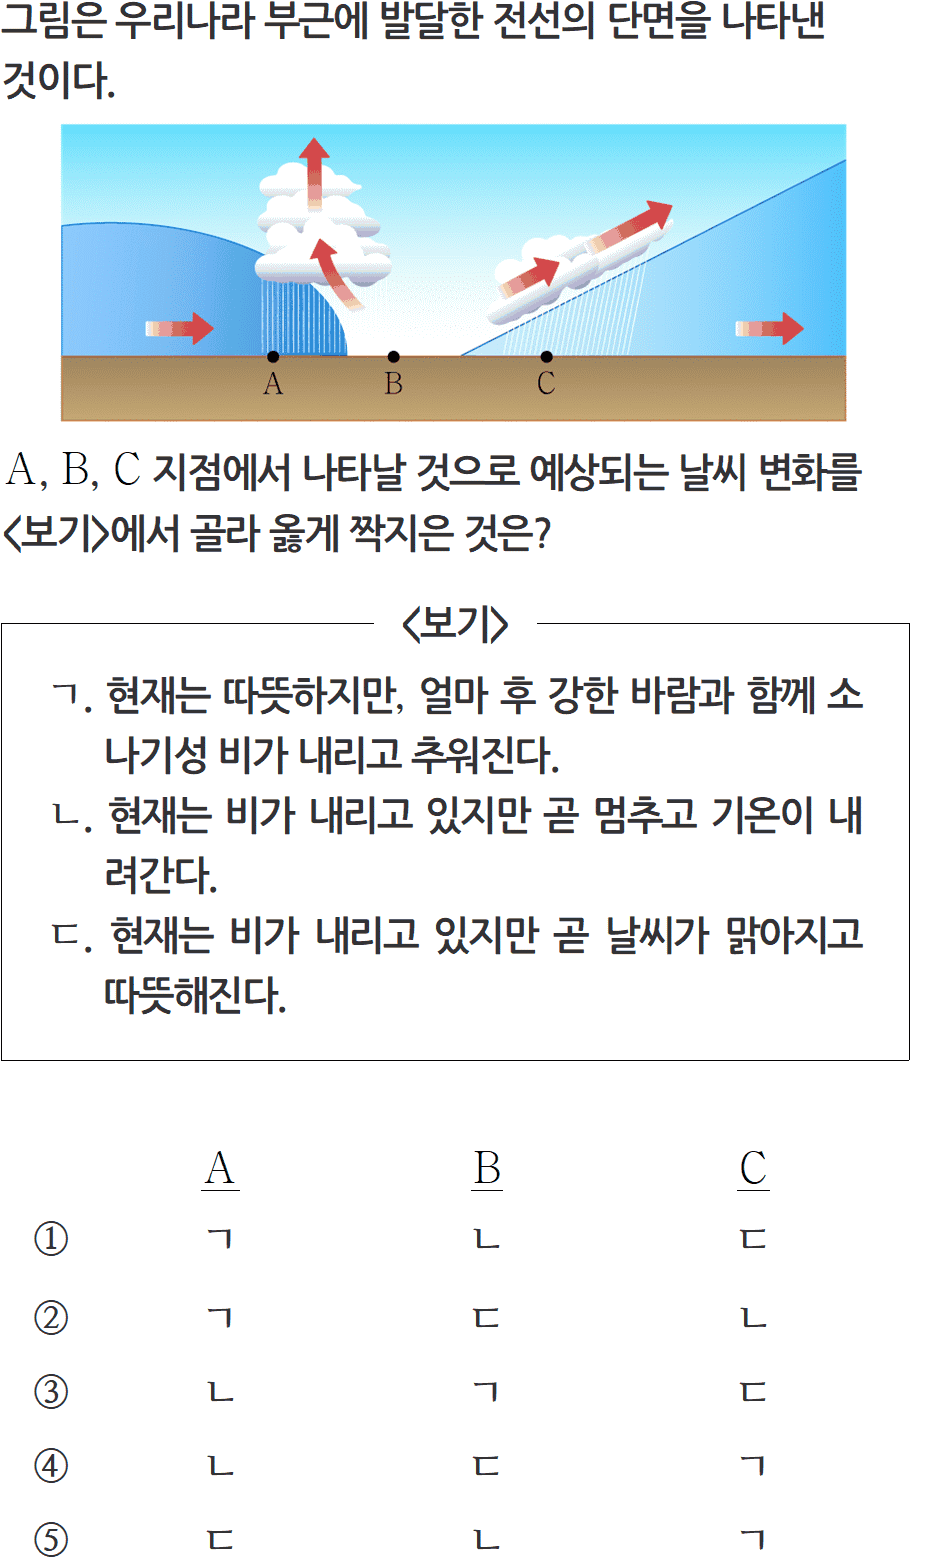 그림은 우리나라 부근에 발달한 전선의 단면을 나타낸
것이다.
A B C
A, B, C 지점에서 나타날 것으로 예상되는 날씨 변화를
<보기>에서 골라 옳게 짝지은 것은?
<보기>
ㄱ. 현재는 따뜻하지만, 얼마 후 강한 바람과 함께 소
나기성 비가 내리고 추워진다.
ㄴ. 현재는 비가 내리고 있지만 곧 멈추고 기온이 내
려간다.
ㄷ. 현재는 비가 내리고 있지만 곧 날씨가 맑아지고
따뜻해진다.
A B C
① ㄱ ㄴ ㄷ
② ㄱ ㄷ ㄴ
③ ㄴ ㄱ ㄷ
④ ㄴ ㄷ ㄱ
⑤ ㄷ ㄴ ㄱ